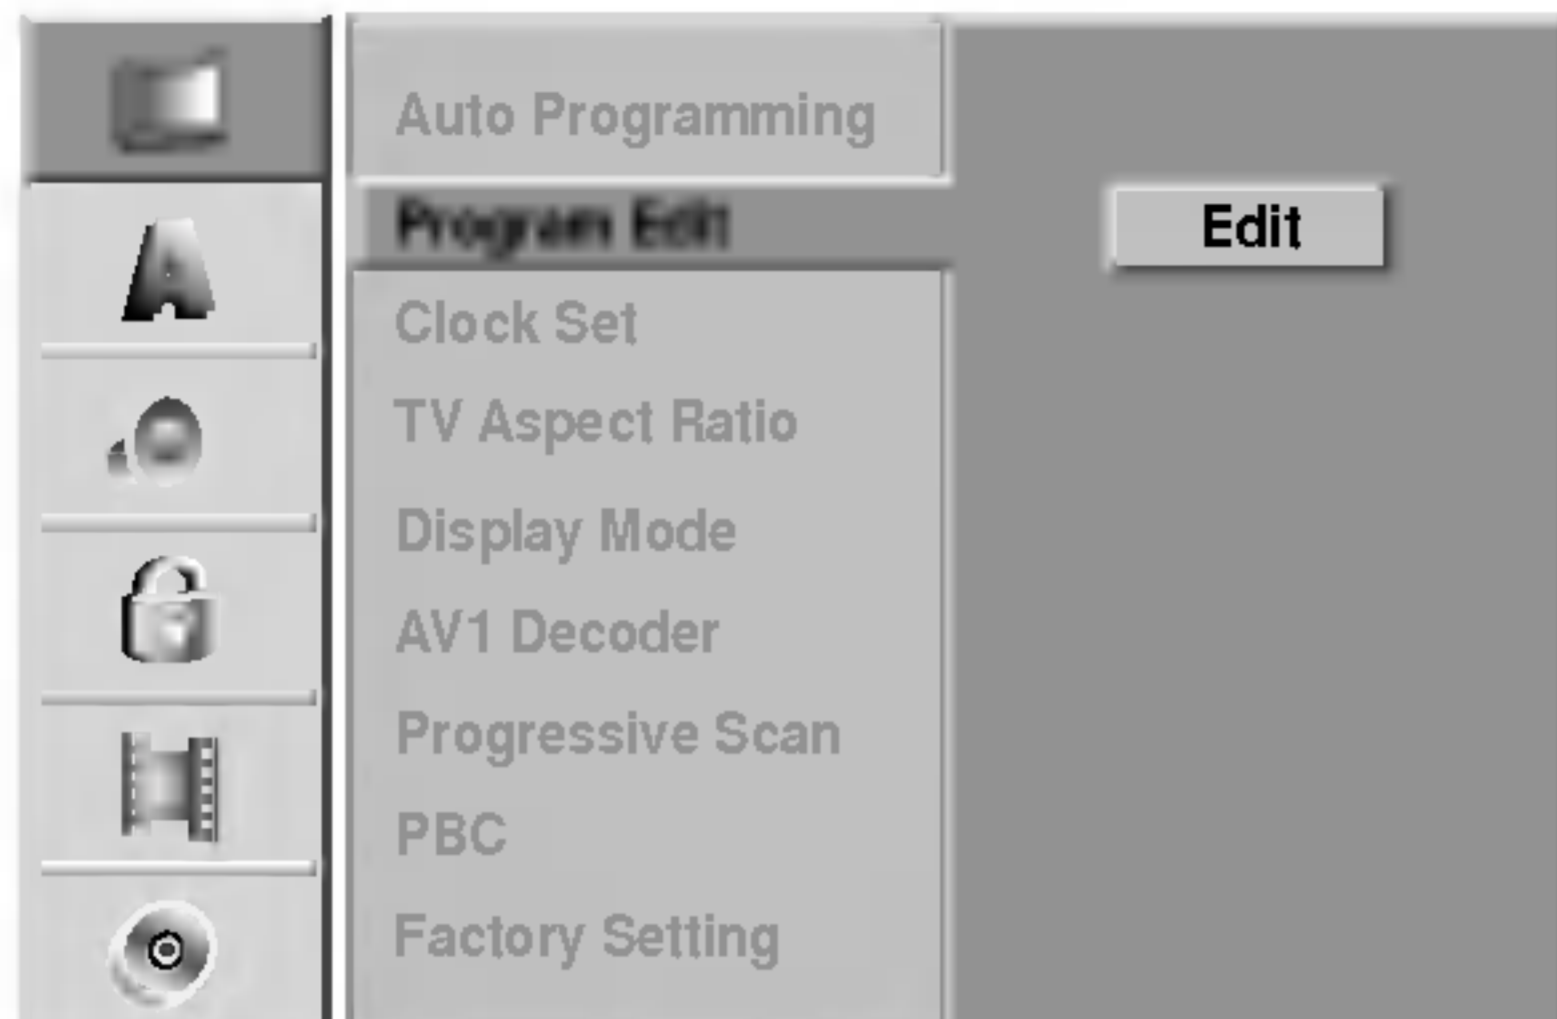 Auto Programming
Program Edit
Edit
Clock Set
TV Aspect Ratio
Display Mode
AV1 Decoder
Progressive Scan
PBC
Factory Setting